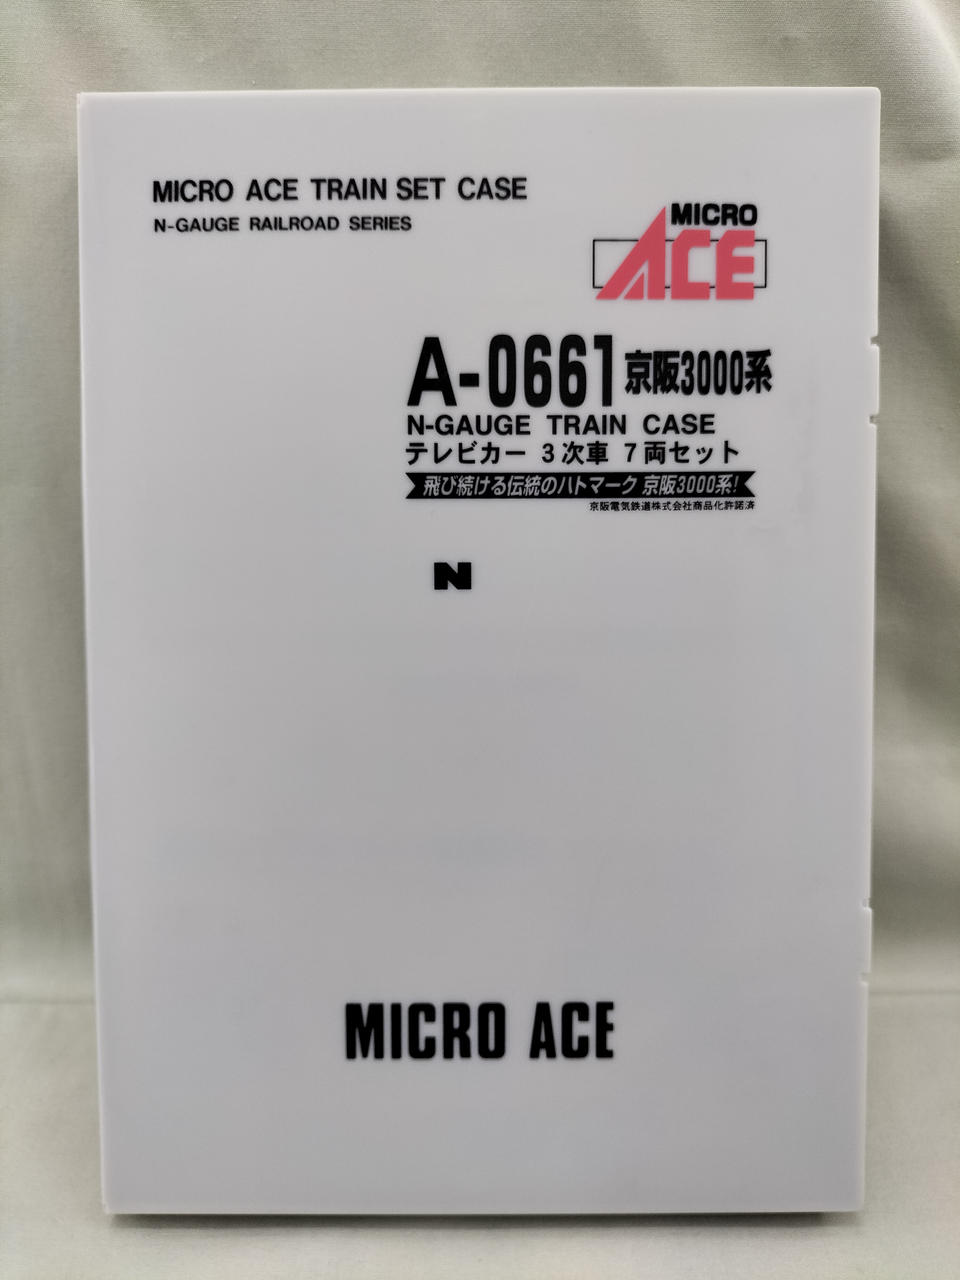 MICRO ACE TRAIN SET CASE
N-GAUGE RAILROAD SERIES
MICRO
ACE
A-0661 京阪3000系
N-GAUGE TRAIN CASE
テレビカー 3次車 7両セット
飛び続ける伝統のハトマーク 京阪3000系!
京阪電気鉄道株式会社商品化許諾済
N
MICRO ACE